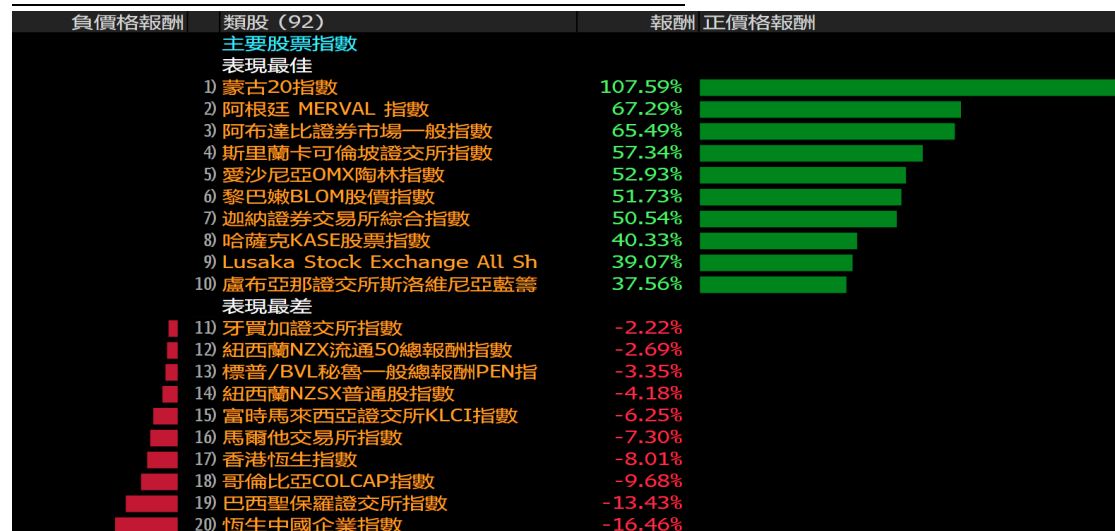 負價格報酬 類股 (92) 報酬 正價格報酬
主要股票指數
表現最佳
1) 蒙古20指數 107.59%
2) 阿根廷 MERVAL 指數 67.29%
3) 阿布達比證券市場一般指數 65.49%
4) 斯里蘭卡可倫坡證交所指數 57.34%
5) 愛沙尼亞OMX陶林指數 52.93%
6) 黎巴嫩BLOM股價指數 51.73%
7) 迦納證券交易所綜合指數 50.54%
8) 哈薩克KASE股票指數 40.33%
9) Lusaka Stock Exchange All Sh 39.07%
10) 盧布亞那證交所斯洛維尼亞藍籌 37.56%
表現最差
11) 牙買加證交所指數 -2.22%
12) 紐西蘭NZX流通50總報酬指數 -2.69%
13) 標普/BVL秘魯一般總報酬PEN指 -3.35%
14) 紐西蘭NZSX普通股指數 -4.18%
15) 富時馬來西亞證交所KLCI指數 -6.25%
16) 馬爾他交易所指數 -7.30%
17) 香港恆生指數 -8.01%
18) 哥倫比亞COLCAP指數 -9.68%
19) 巴西聖保羅證交所指數 -13.43%
20) 恆生中國企業指數 -16.46%